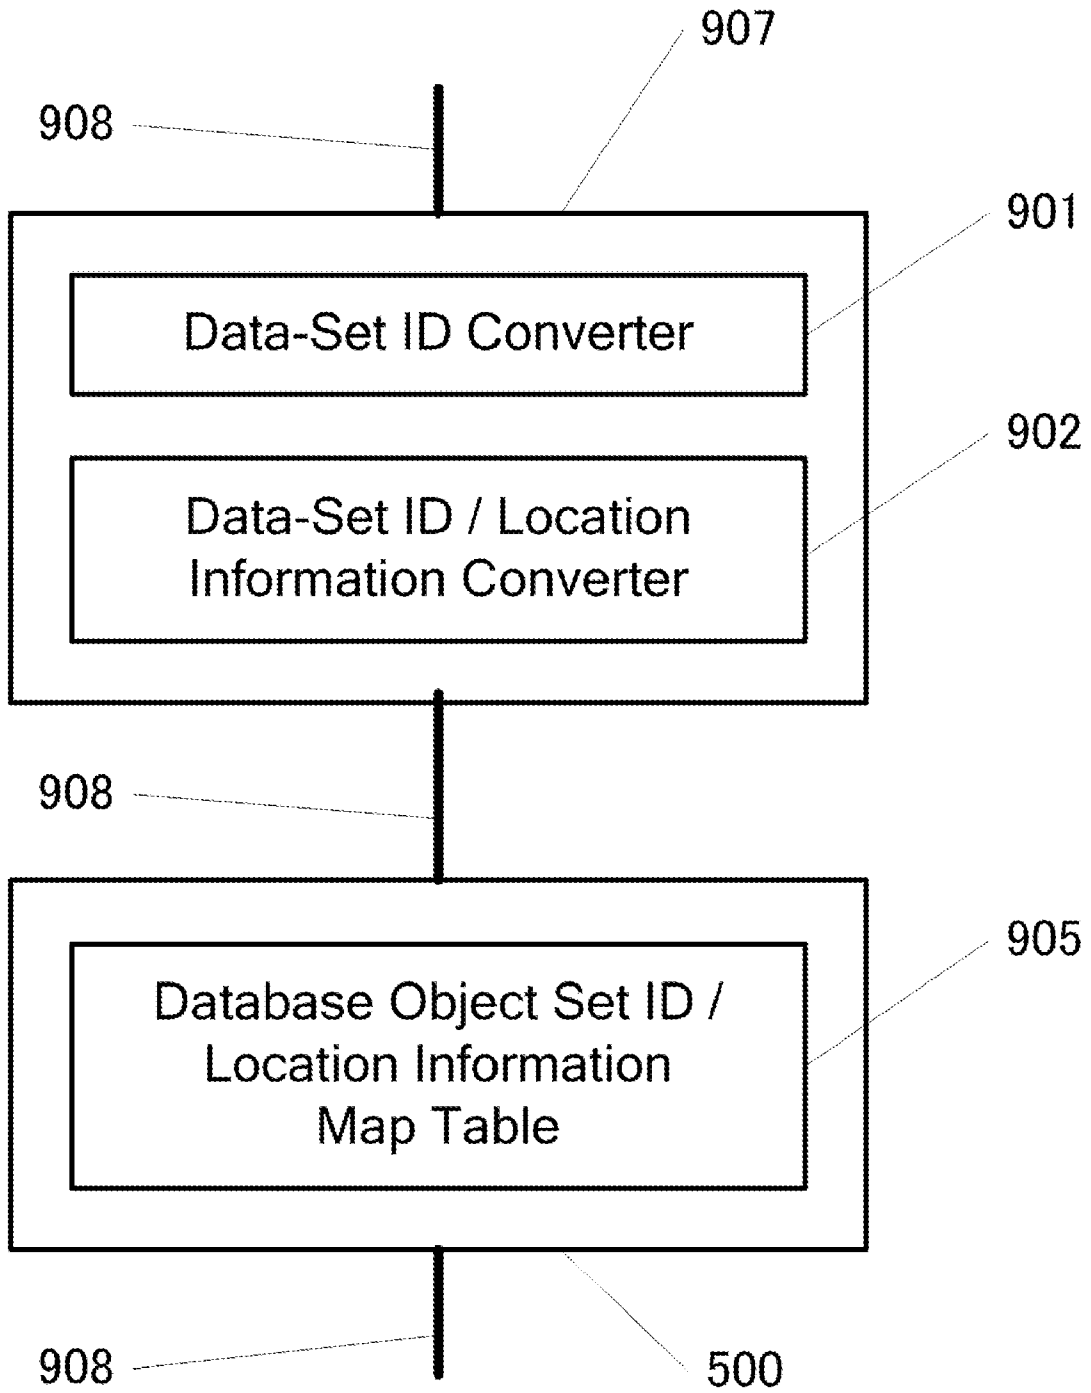 907
908
901
Data-Set ID Converter
902
Data-Set ID / Location
Information Converter
908
905
Database Object Set ID /
Location Information
Map Table
908
500